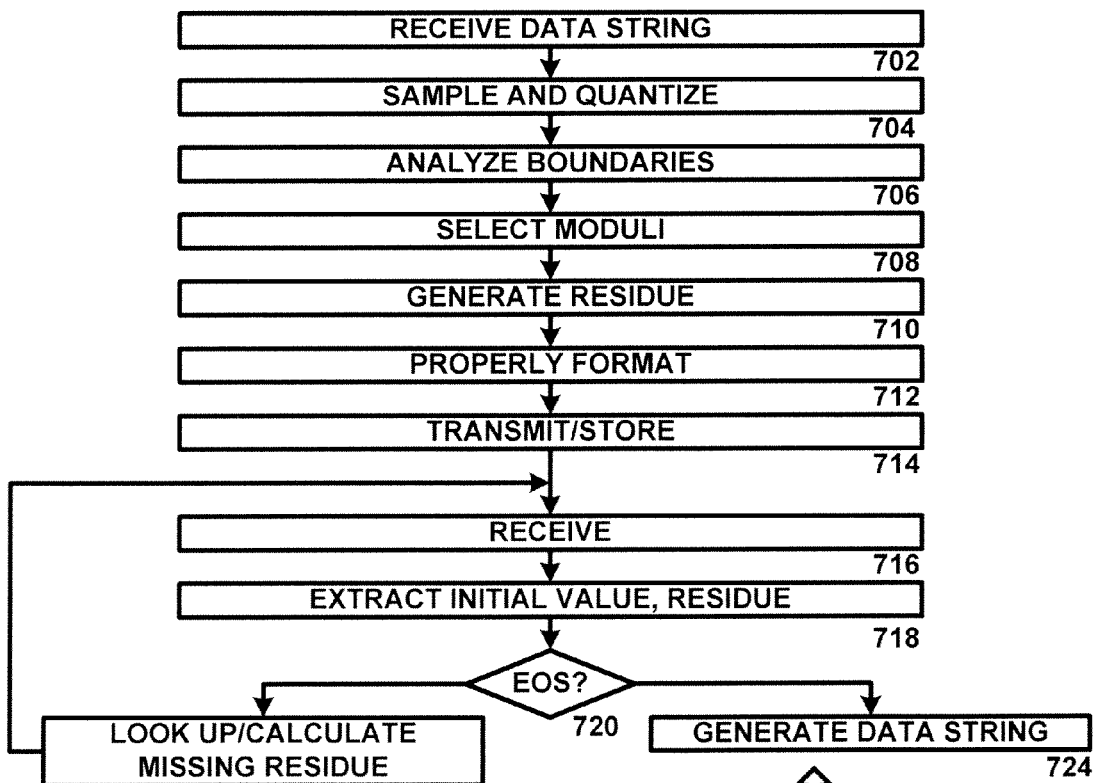 RECEIVE DATA STRING
702
SAMPLE AND QUANTIZE
704
ANALYZE BOUNDARIES
706
SELECT MODULI
708
GENERATE RESIDUE
710
PROPERLY FORMAT
712
TRANSMIT/STORE
714
RECEIVE
716
EXTRACT INITIAL VALUE, RESIDUE
718
EOS?
720
LOOK UP/CALCULATE
MISSING RESIDUE
GENERATE DATA STRING
724